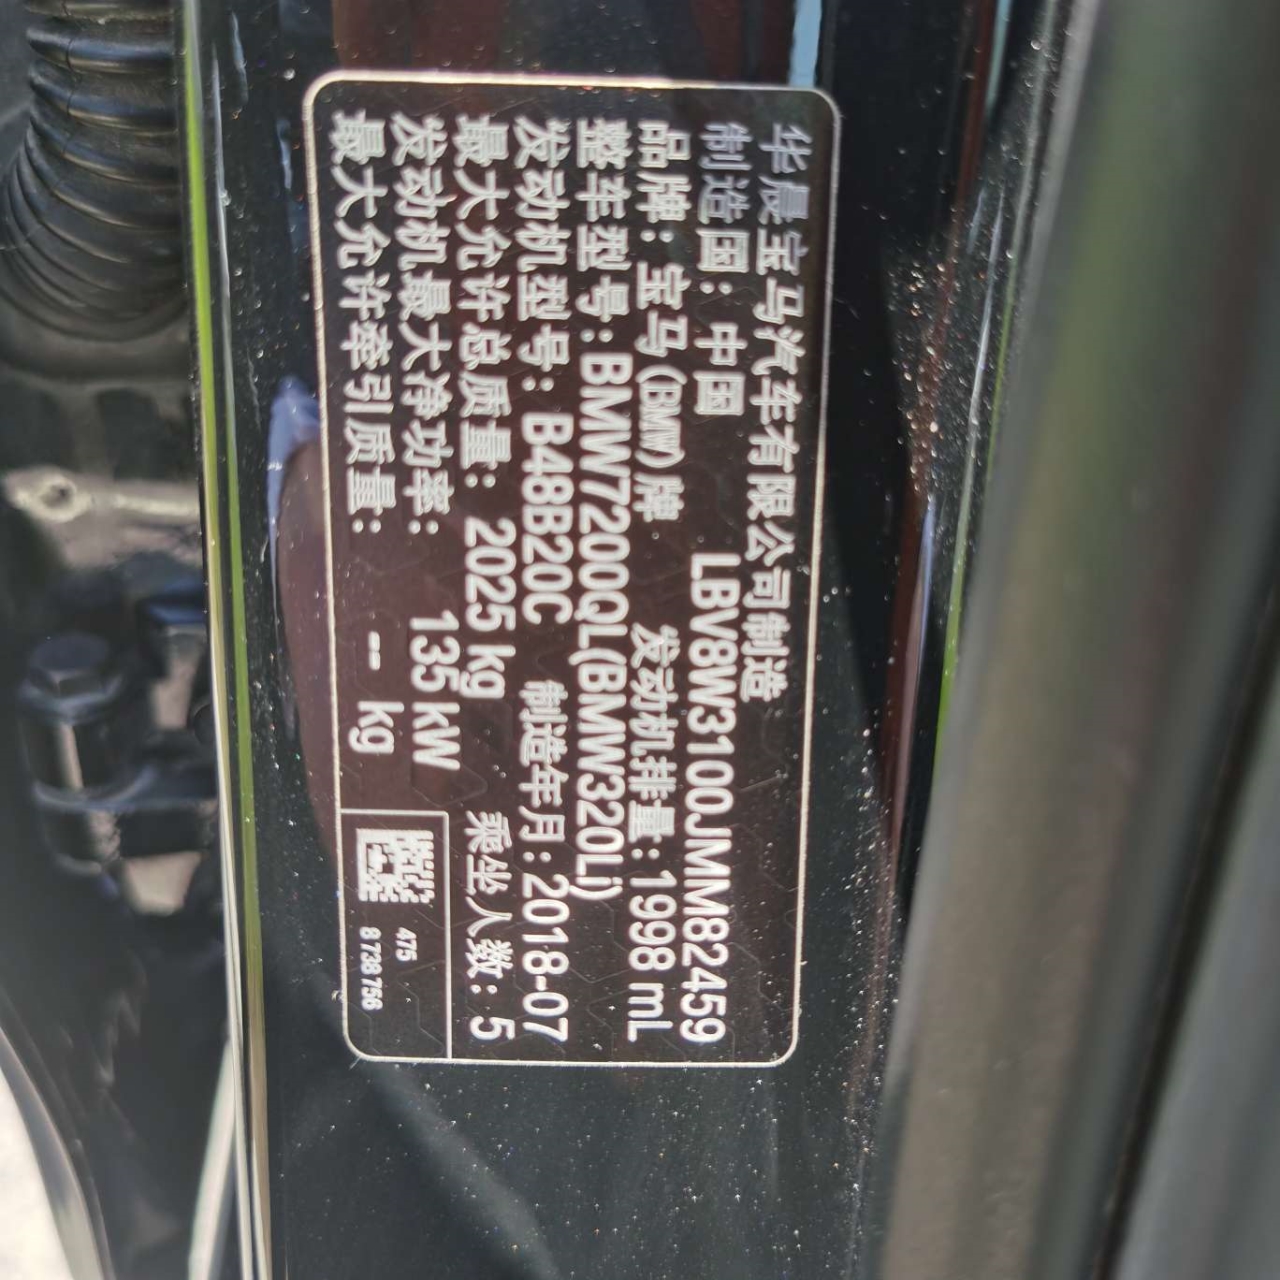 华晨宝马汽车有限公司制造
制造国: 中国 LBV8W3100JMM82459
品牌: 宝马(BMW)牌 发动机排量: 1998 mL
整车型号: BMW7200QL(BMW320Li)
发动机型号: B48B20C 制造年月: 2018-07
最大允许总质量: 2025 kg 乘坐人数: 5
发动机最大净功率: 135 kW
最大允许牵引质量: -- kg
475
8 738 756